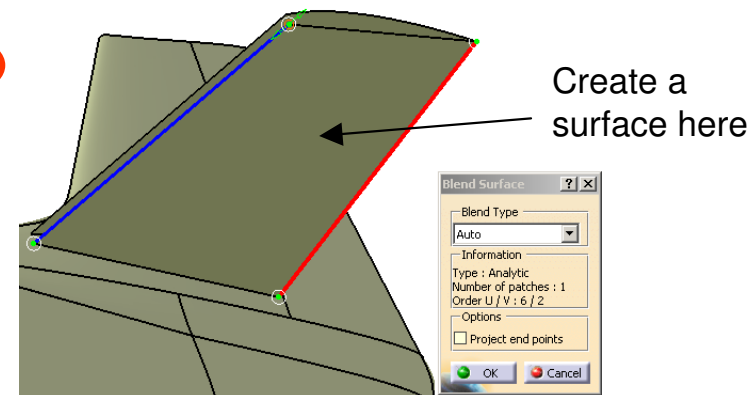 Create a
surface here
Blend Surface
Blend Type
Auto
Information
Type : Analytic
Number of patches : 1
Order U / V : 6 / 2
Options
Project end points
OK
Cancel